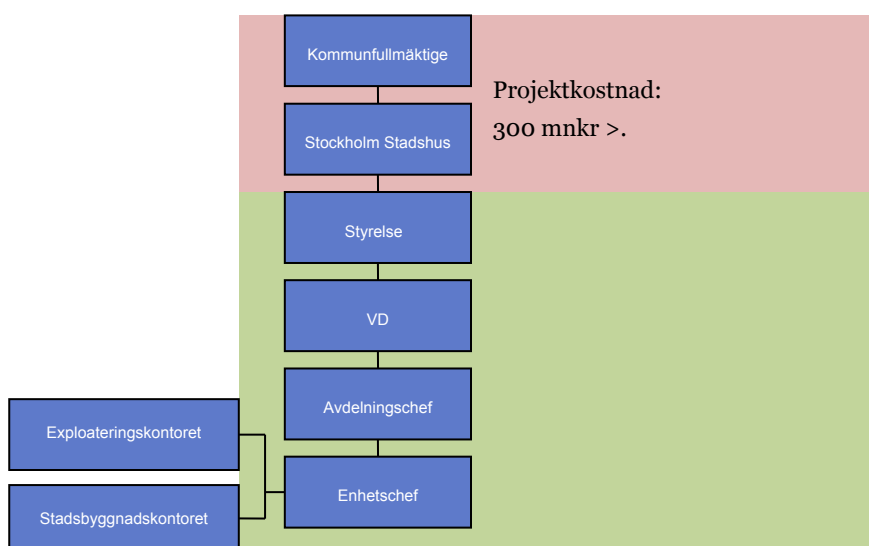 Kommunfullmäktige
Projektkostnad:
300 mnkr >.
Stockholm Stadshus
Styrelse
VD
Avdelningschef
Exploateringskontoret
Enhetschef
Stadsbyggnadskontoret